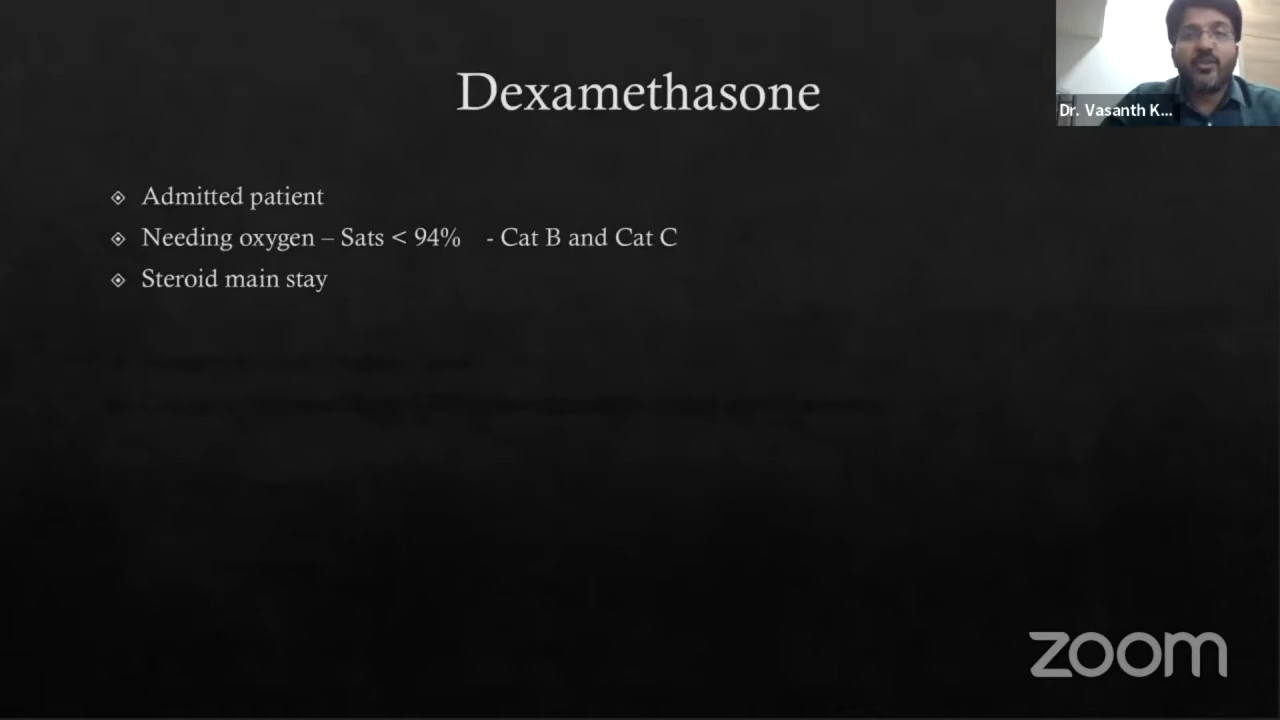 Dexamethasone
Dr. Vasanth K...
Admitted patient
Needing oxygen – Sats < 94% - Cat B and Cat C
Steroid main stay
zoom